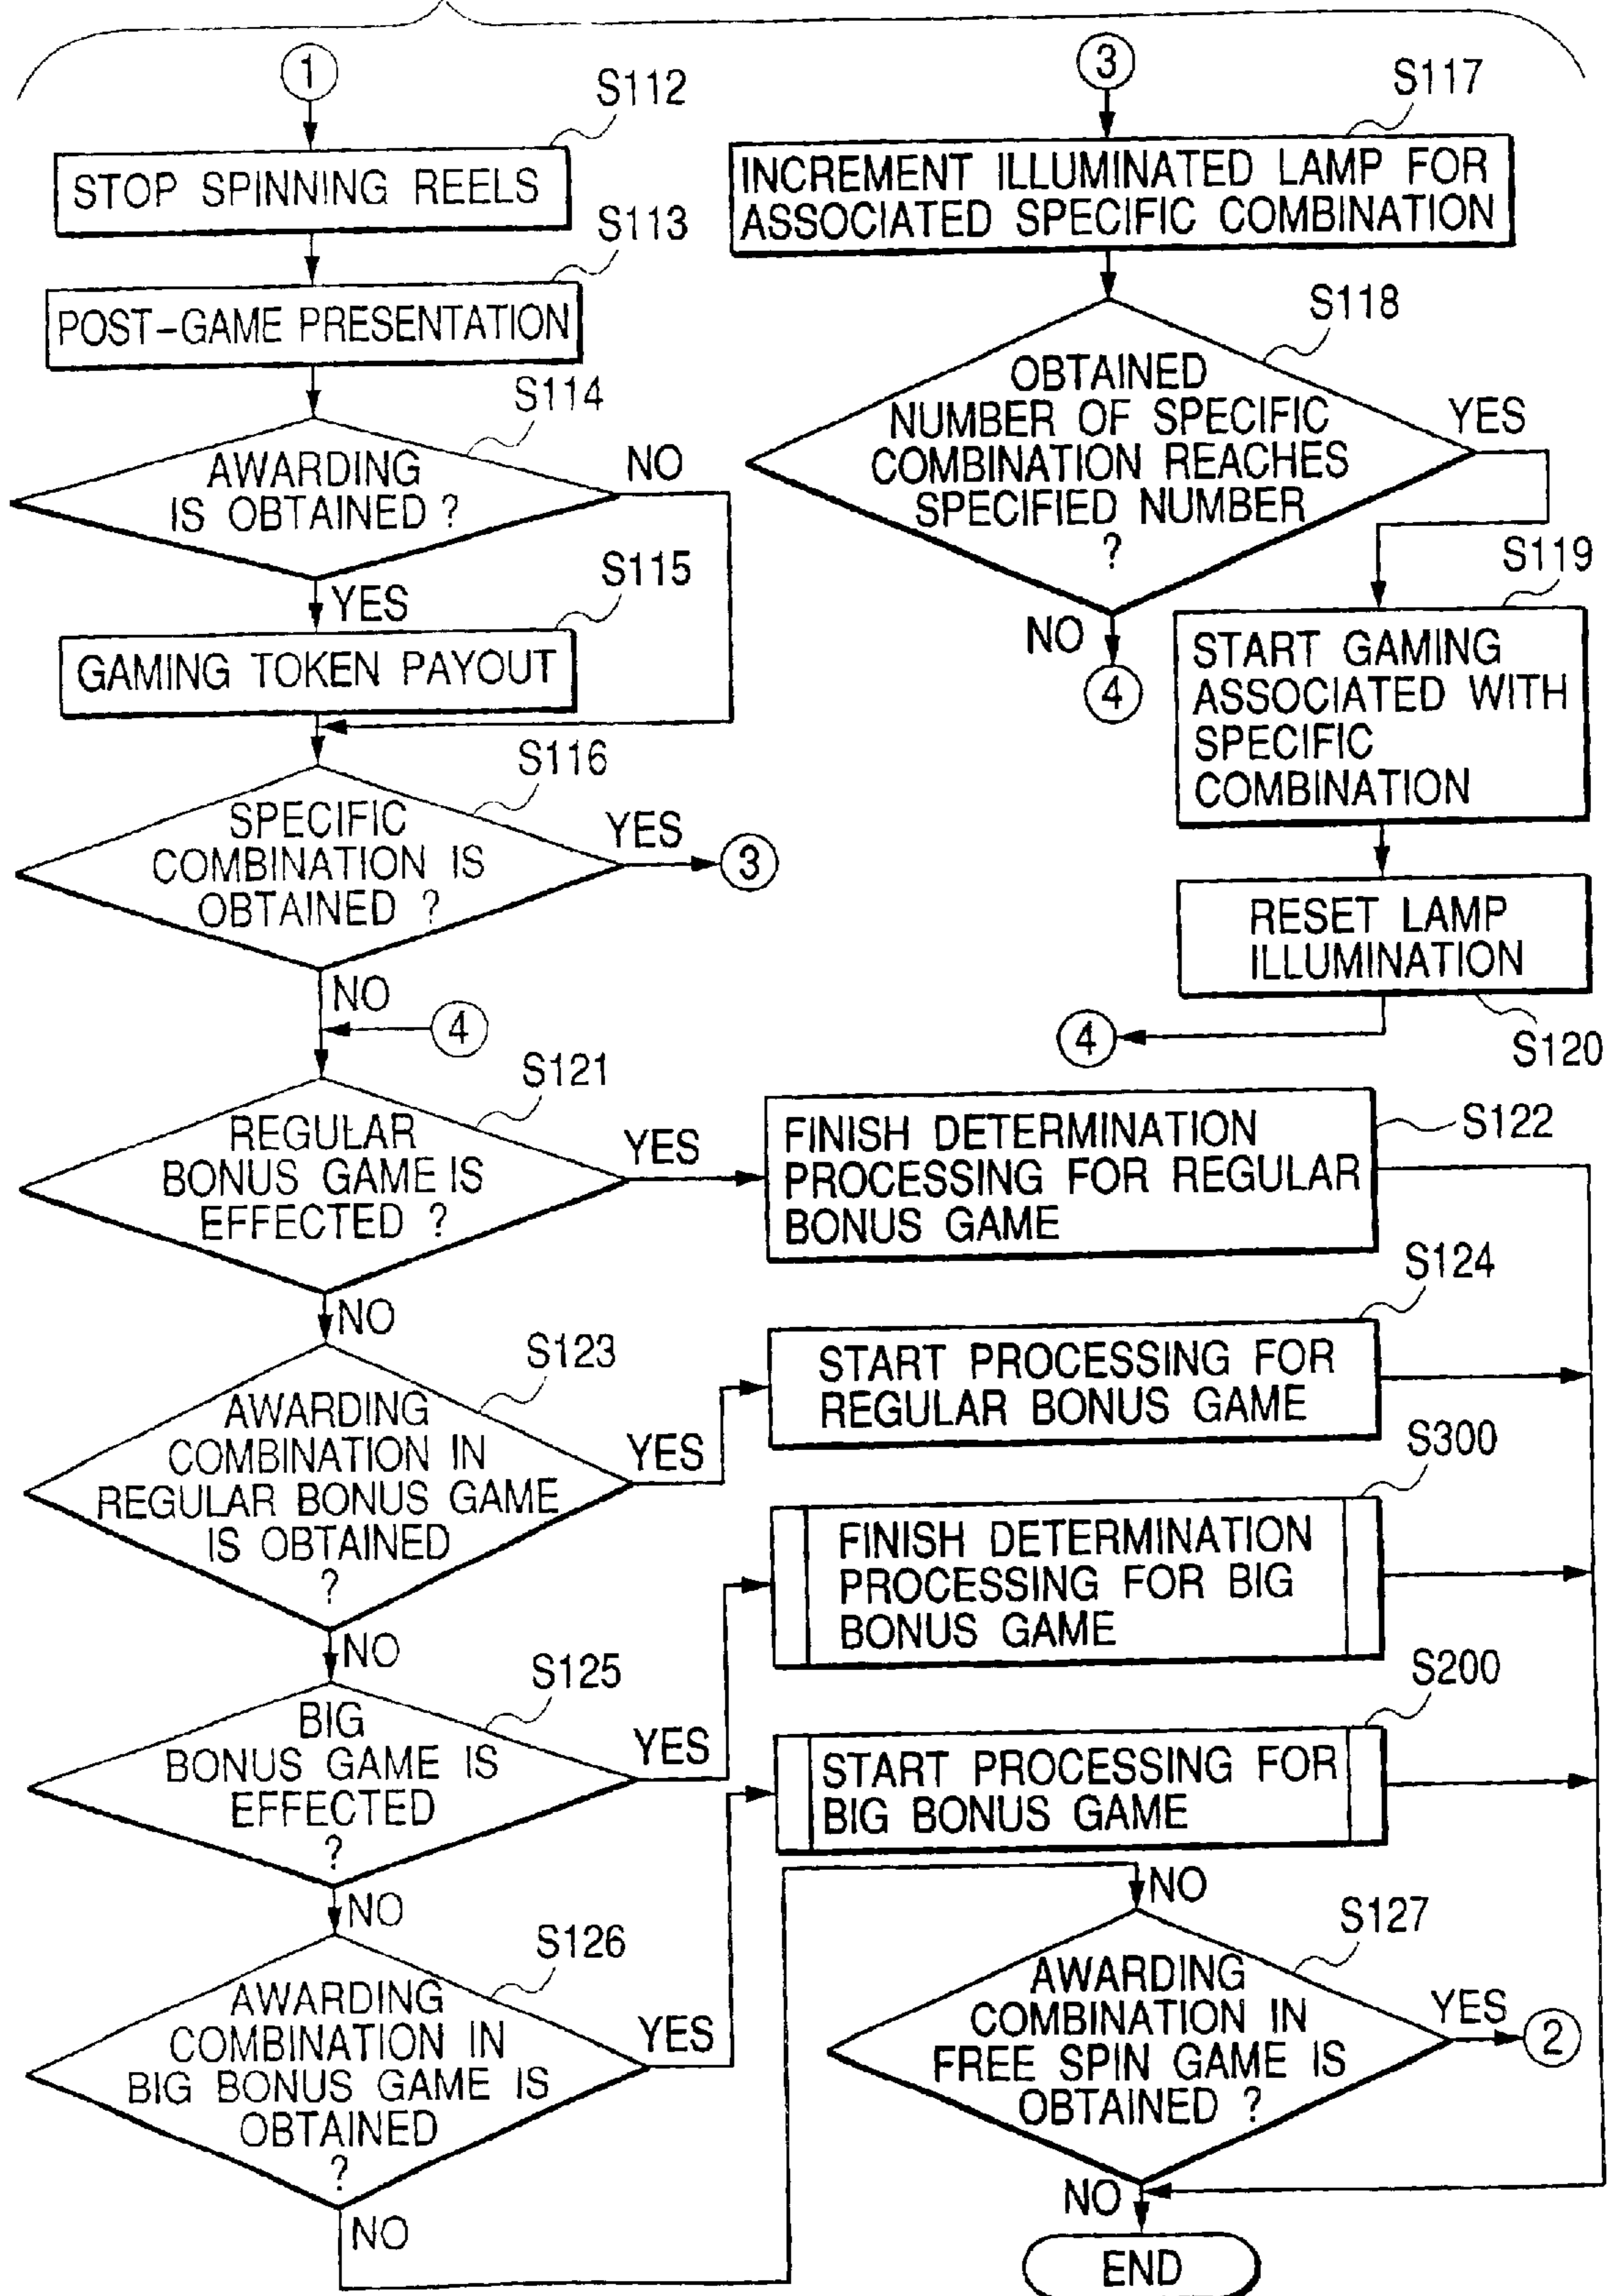 1
S112
STOP SPINNING REELS
S113
POST-GAME PRESENTATION
S114
AWARDING
IS OBTAINED ?
NO
YES
S115
GAMING TOKEN PAYOUT
S116
SPECIFIC
COMBINATION IS
OBTAINED ?
YES
3
NO
4
3
S117
INCREMENT ILLUMINATED LAMP FOR
ASSOCIATED SPECIFIC COMBINATION
S118
OBTAINED
NUMBER OF SPECIFIC
COMBINATION REACHES
SPECIFIED NUMBER
?
YES
NO
4
S119
START GAMING
ASSOCIATED WITH
SPECIFIC
COMBINATION
RESET LAMP
ILLUMINATION
S120
4
S121
REGULAR
BONUS GAME IS
EFFECTED ?
YES
S122
FINISH DETERMINATION
PROCESSING FOR REGULAR
BONUS GAME
NO
S123
AWARDING
COMBINATION IN
REGULAR BONUS GAME
IS OBTAINED
?
YES
S124
START PROCESSING FOR
REGULAR BONUS GAME
NO
S125
BIG
BONUS GAME IS
EFFECTED
?
YES
S300
FINISH DETERMINATION
PROCESSING FOR BIG
BONUS GAME
NO
S126
AWARDING
COMBINATION IN
BIG BONUS GAME IS
OBTAINED
?
YES
S200
START PROCESSING FOR
BIG BONUS GAME
NO
NO
S127
AWARDING
COMBINATION IN
FREE SPIN GAME IS
OBTAINED ?
YES
2
NO
END